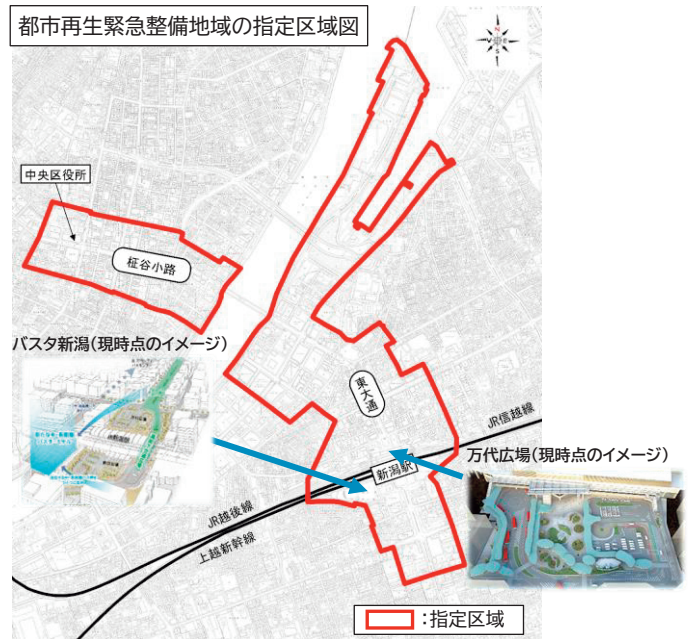 都市再生緊急整備地域の指定区域図
N
W
E
S
中央区役所
柾谷小路
バスタ新潟(現時点のイメージ)
東大通
JR信越線
万代広場(現時点のイメージ)
新潟駅
JR越後線
上越新幹線
:指定区域